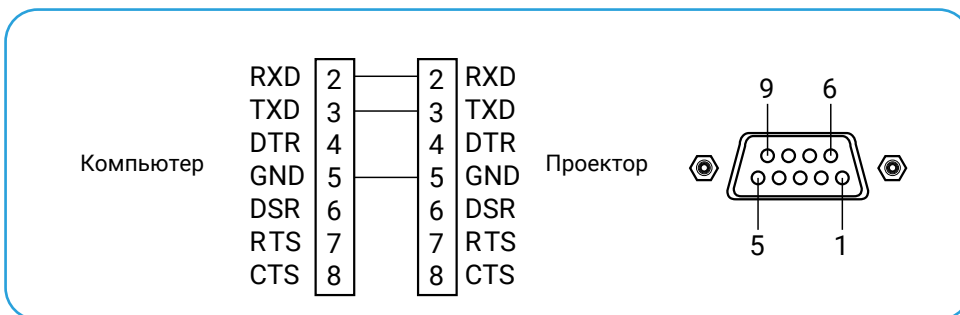 RXD 2 2 RXD
TXD 3 3 TXD
DTR 4 4 DTR
GND 5 5 GND
DSR 6 6 DSR
RTS 7 7 RTS
CTS 8 8 CTS
Компьютер
Проектор
9 6
5 1